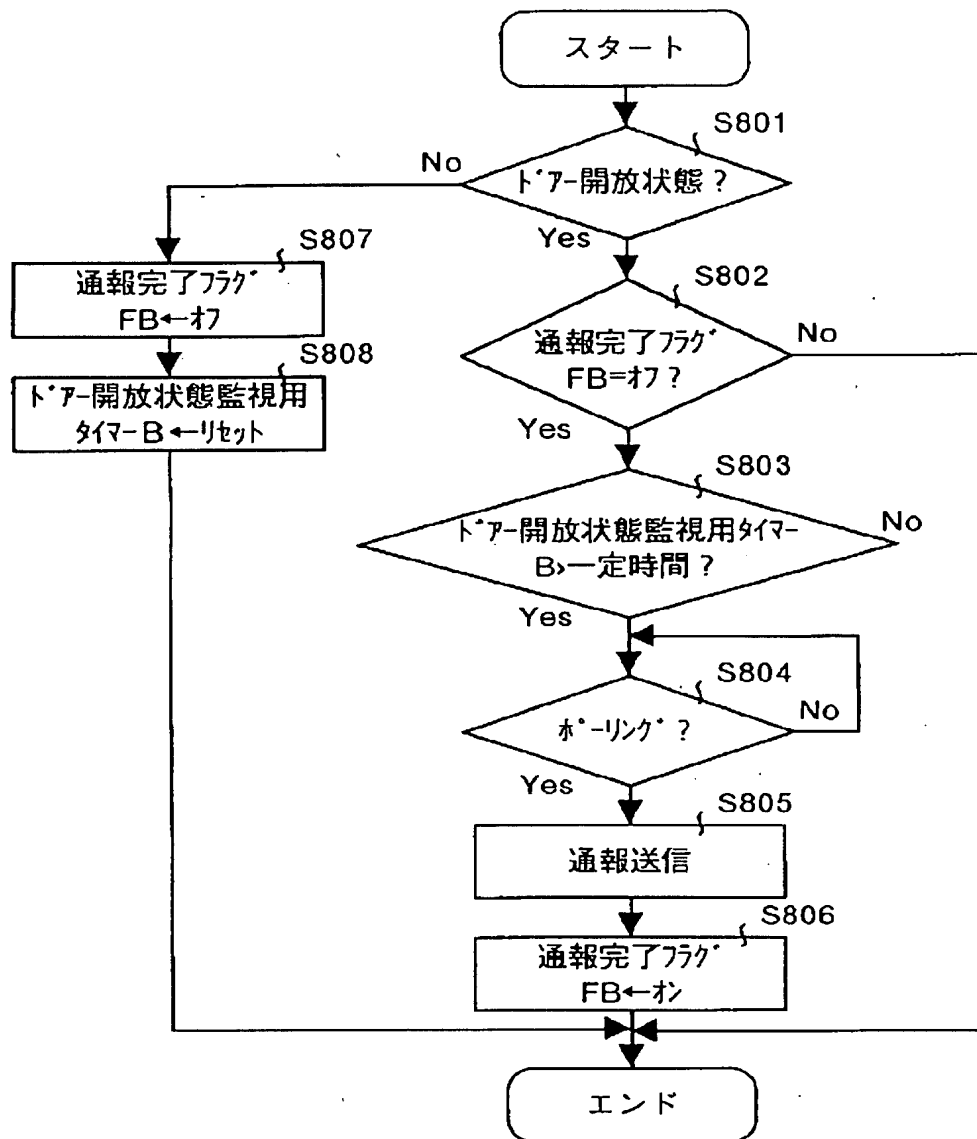 スタート
S801
ドアー開放状態?
No
Yes
S807
通報完了フラグ
FB←オフ
S808
ドアー開放状態監視用
タイマーB←リセット
S802
通報完了フラグ
FB=オフ?
No
Yes
S803
ドアー開放状態監視用タイマー
B>一定時間?
No
Yes
S804
ポーリング?
No
Yes
S805
通報送信
S806
通報完了フラグ
FB←オン
エンド